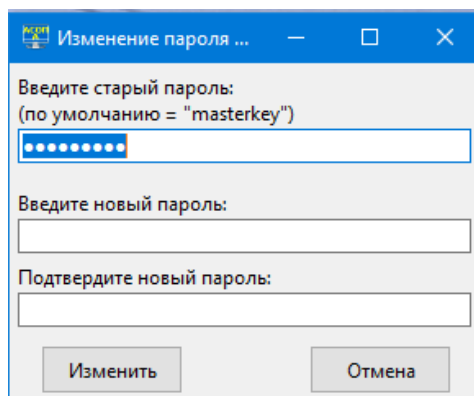 Изменение пароля ...
Введите старый пароль:
(по умолчанию = "masterkey")
●●●●●●●●●
Введите новый пароль:
Подтвердите новый пароль:
Изменить Отмена